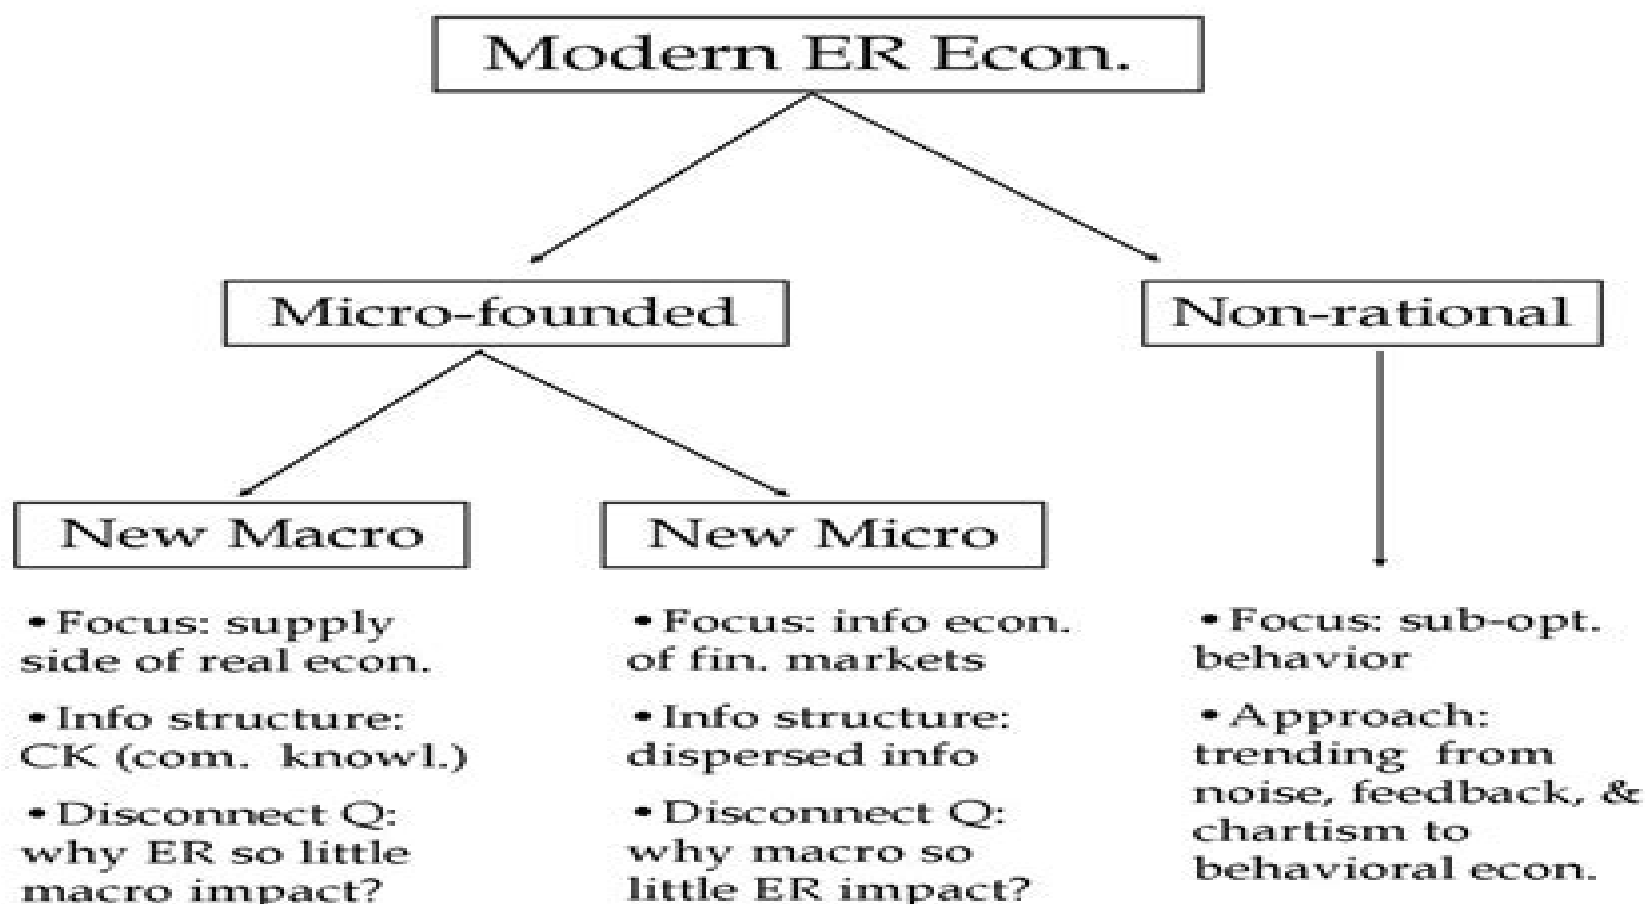 Modern ER Econ.
Micro-founded
Non-rational
New Macro
New Micro
•Focus: supply
side of real econ.
•Info structure:
CK (com. knowl.)
•Disconnect Q:
why ER so little
macro impact?
•Focus: info econ.
of fin. markets
•Info structure:
dispersed info
•Disconnect Q:
why macro so
little ER impact?
•Focus: sub-opt.
behavior
•Approach:
trending from
noise, feedback, &
chartism to
behavioral econ.